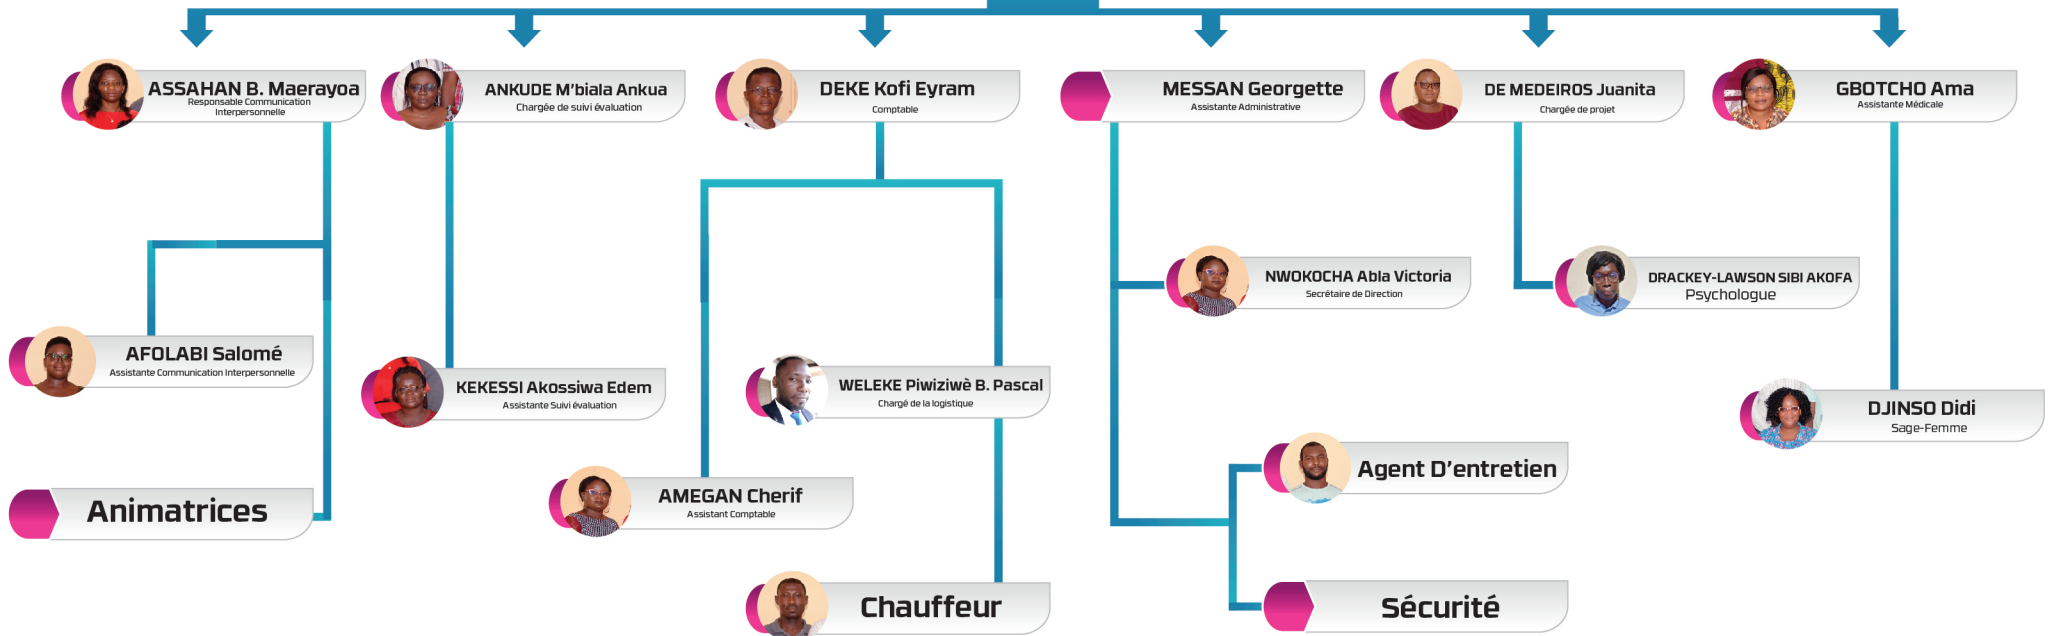 ASSAHAN B. Maerayoa
Responsable Communication
Interpersonnelle
ANKUDE M'biala Ankua
Chargée de suivi évaluation
DEKE Kofi Eyram
Comptable
MESSAN Georgette
Assistante Administrative
DE MEDEIROS Juanita
Chargée de projet
GBOTCHO Ama
Assistante Médicale
NWOKOCHA Abla Victoria
Secrétaire de Direction
DRACKEY-LAWSON SIBI AKOFA
Psychologue
AFOLABI Salomé
Assistante Communication Interpersonnelle
KEKESSI Akossiwa Edem
Assistante Suivi évaluation
WELEKE Piwiziwè B. Pascal
Chargé de la logistique
DJINSO Didi
Sage-Femme
Agent D'entretien
AMEGAN Cherif
Assistant Comptable
Animatrices
Chauffeur
Sécurité